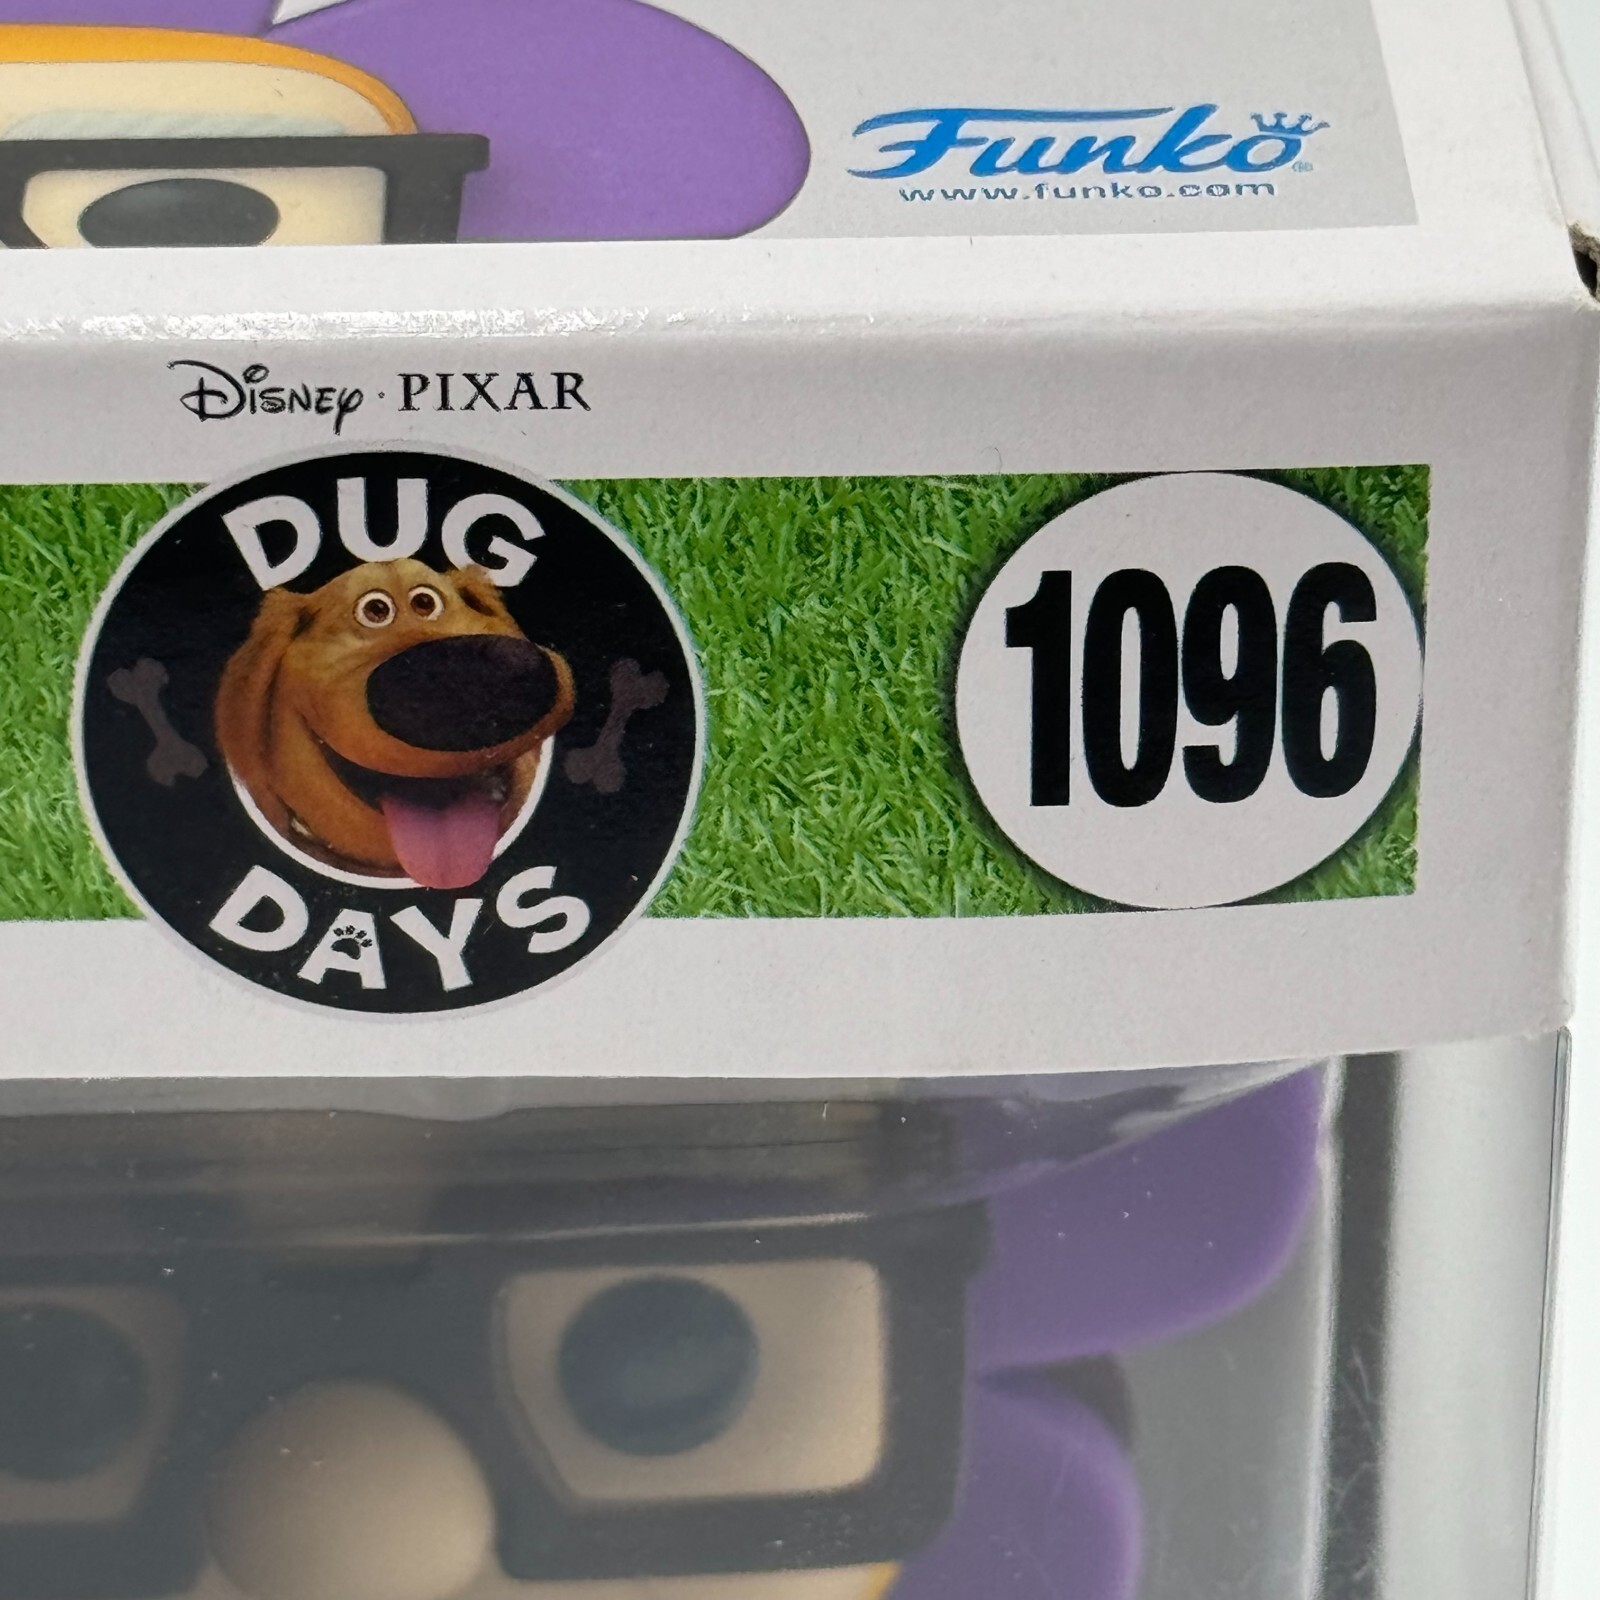 Funko
www.funko.com
Disney · PIXAR
DUG
DAYS
1096